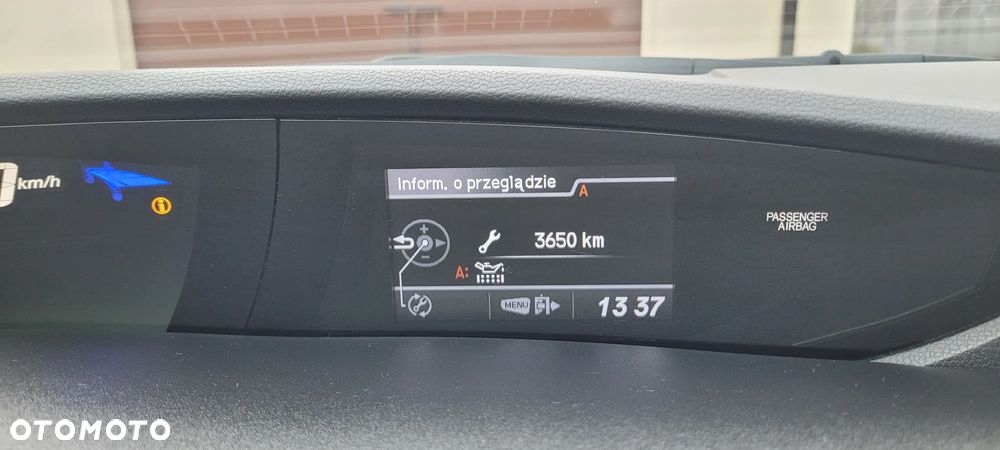 Inform. o przeglądzie
A
km/h
3650 km
PASSENGER
AIRBAG
A:
MENU
13 37
OTOMOTO